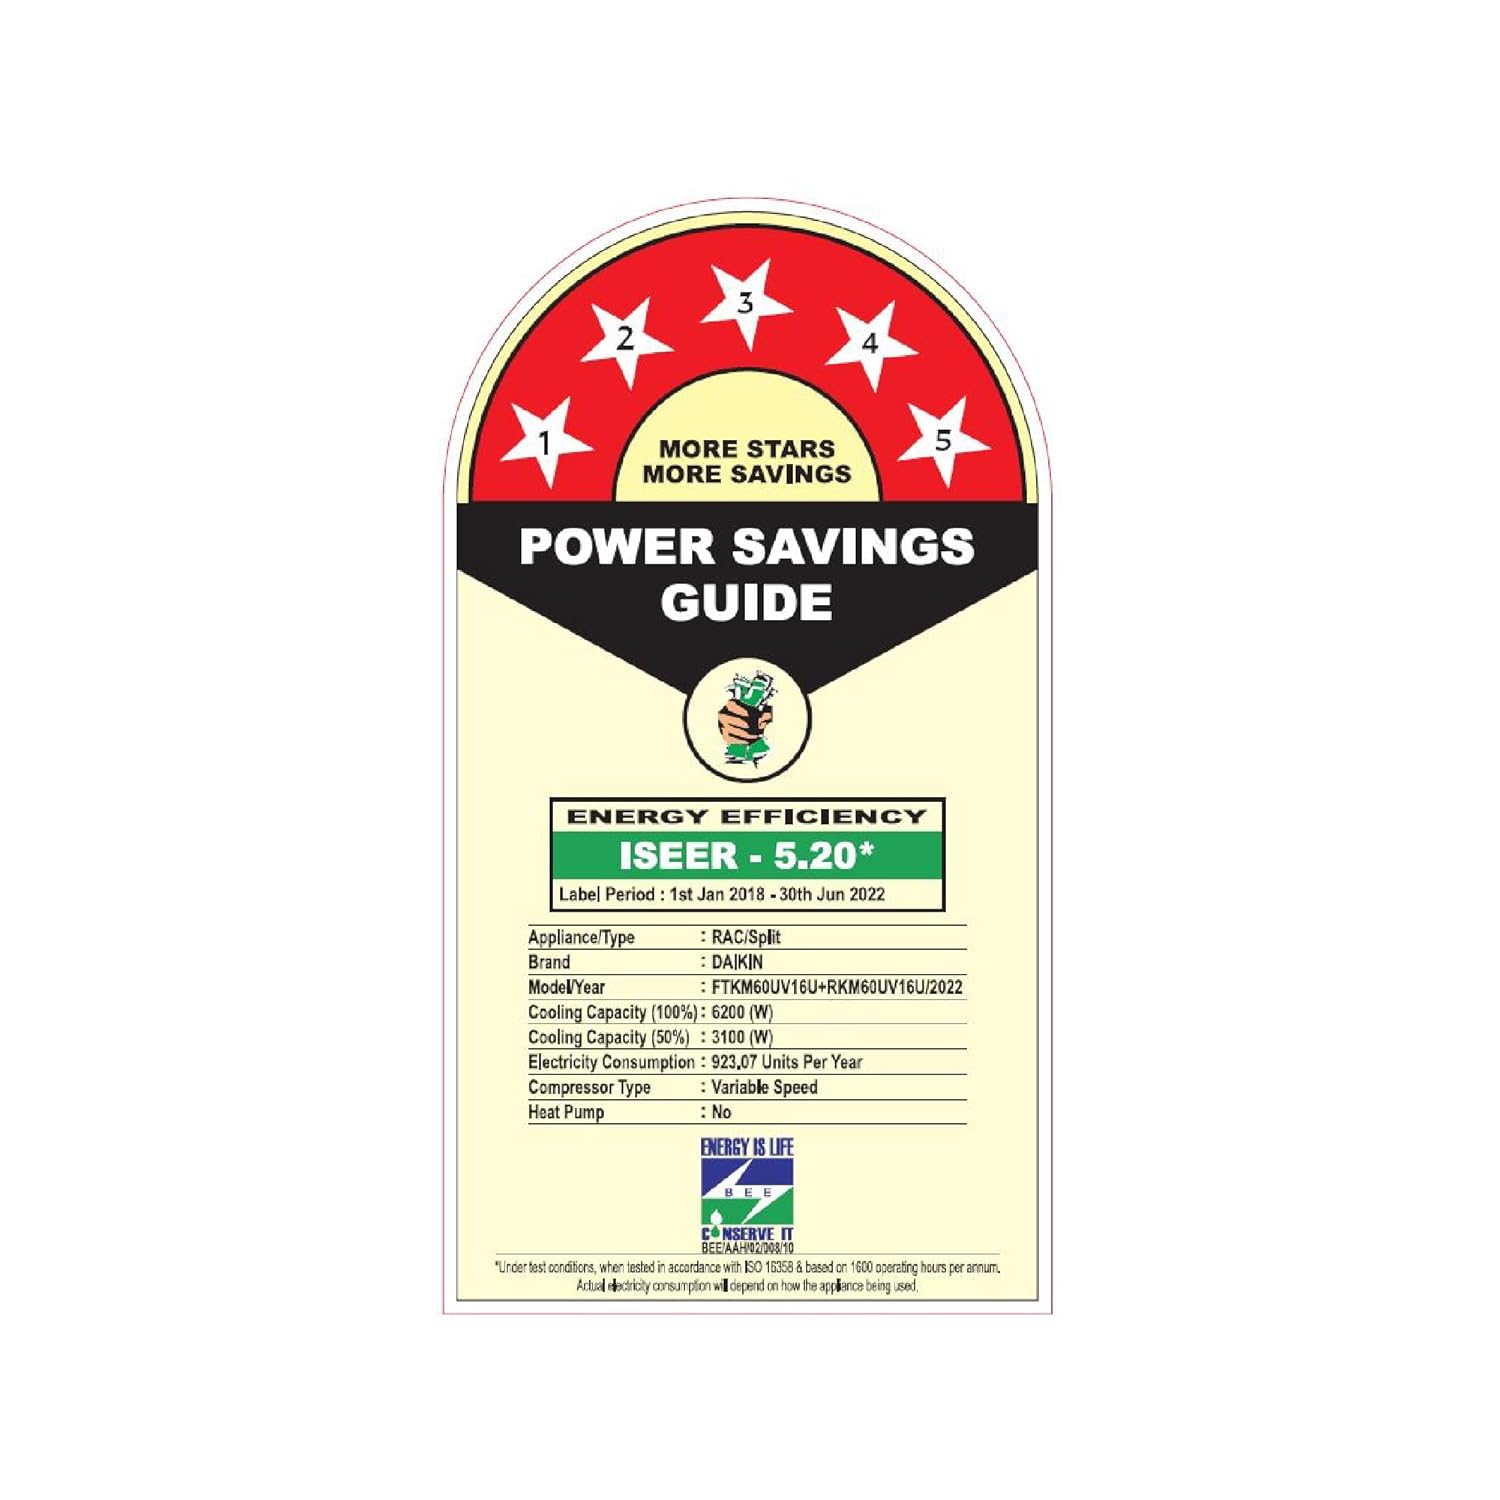 1 2 3 4 5
MORE STARS
MORE SAVINGS
POWER SAVINGS
GUIDE
ENERGY EFFICIENCY
ISEER - 5.20*
Label Period : 1st Jan 2018 - 30th Jun 2022
Appliance/Type : RAC/Split
Brand : DAIKIN
Model/Year : FTKM60UV16U+RKM60UV16U/2022
Cooling Capacity (100%) : 6200 (W)
Cooling Capacity (50%) : 3100 (W)
Electricity Consumption : 923.07 Units Per Year
Compressor Type : Variable Speed
Heat Pump : No
ENERGY IS LIFE
BEE
CONSERVE IT
BEE/AAH/02/008/10
*Under test conditions, when tested in accordance with ISO 16358 & based on 1600 operating hours per annum.
Actual electricity consumption will depend on how the appliance being used.